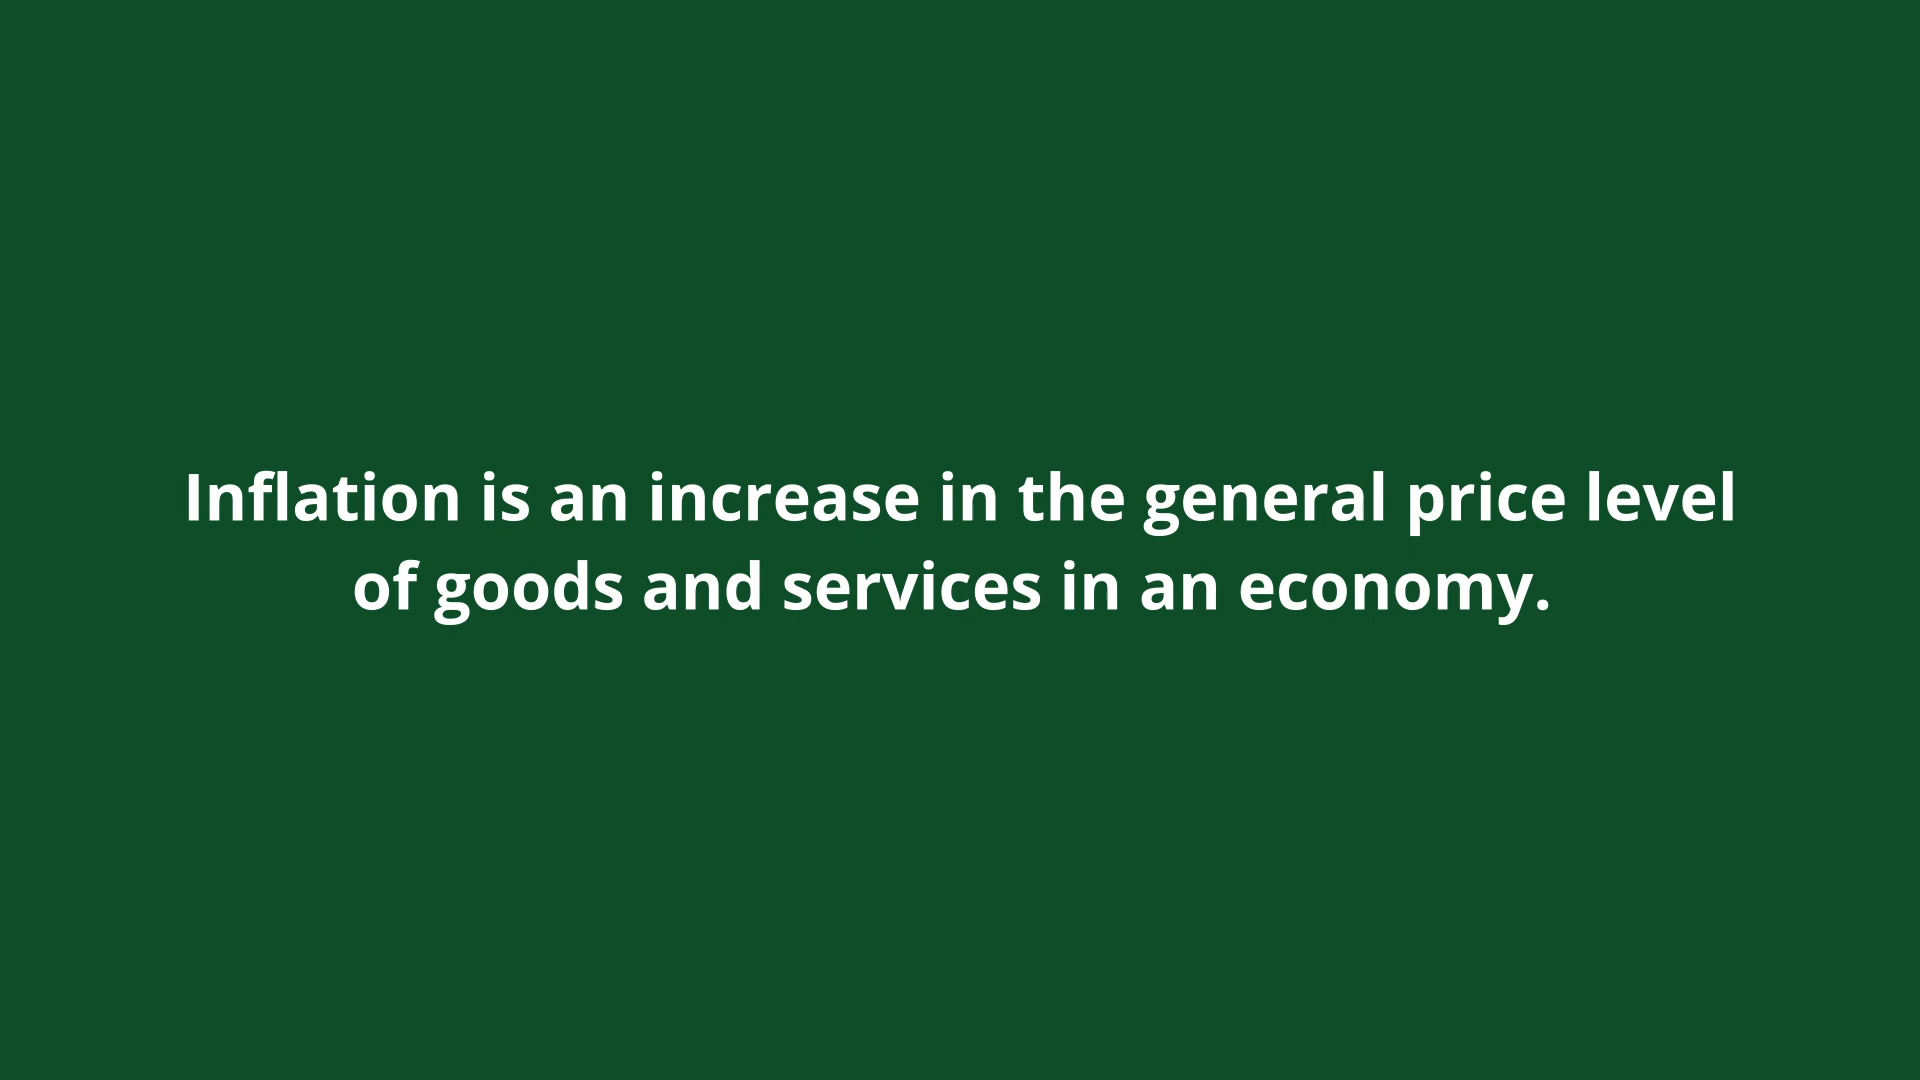 Inflation is an increase in the general price level
of goods and services in an economy.